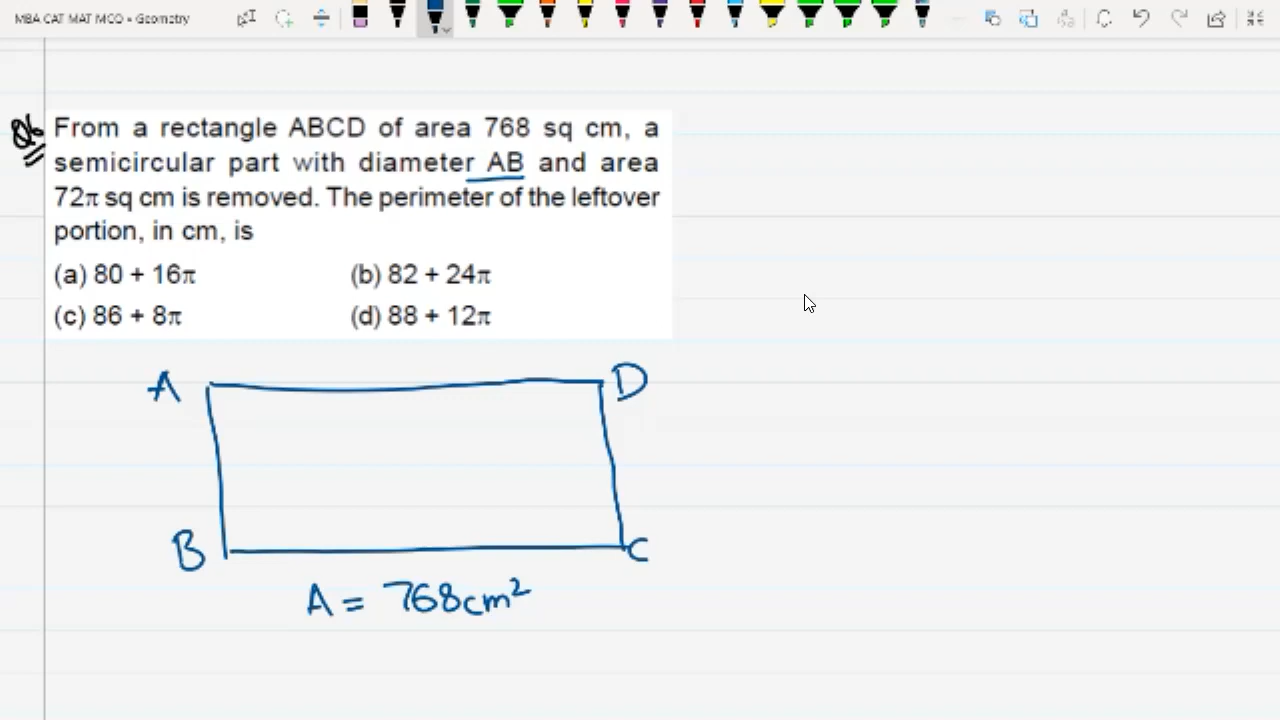 MBA CAT MAT MCQ = Geometry
From a rectangle ABCD of area 768 sq cm, a
semicircular part with diameter AB and area
72π sq cm is removed. The perimeter of the leftover
portion, in cm, is
(a) 80 + 16π (b) 82 + 24π
(c) 86 + 8π (d) 88 + 12π
A D
B C
A = 768cm²